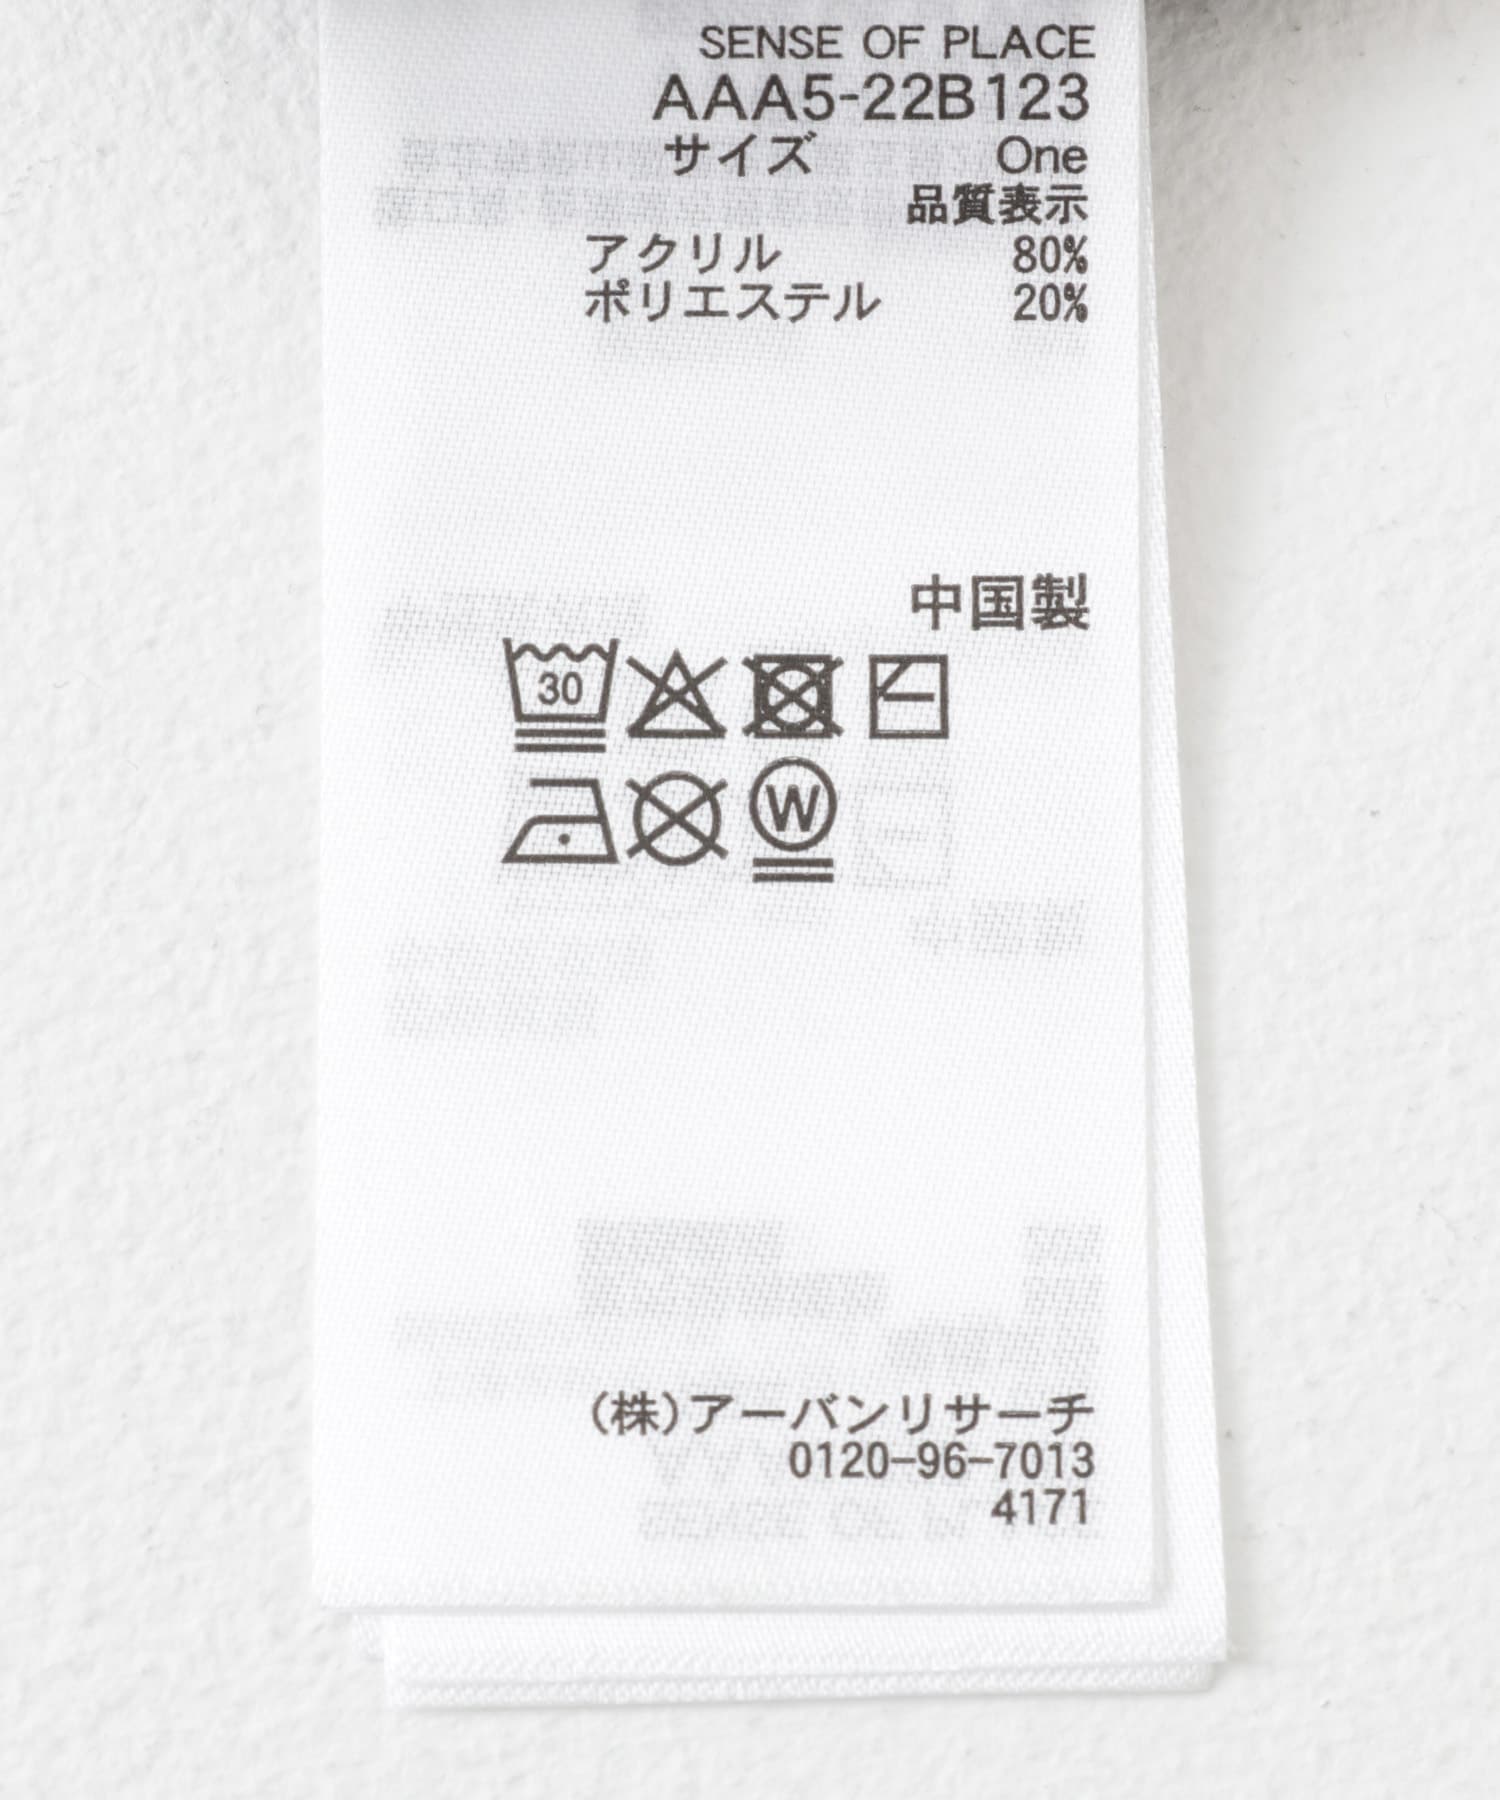 SENSE OF PLACE
AAA5-22B123
サイズ One
品質表示
アクリル 80%
ポリエステル 20%
中国製
30
W
(株)アーバンリサーチ
0120-96-7013
4171